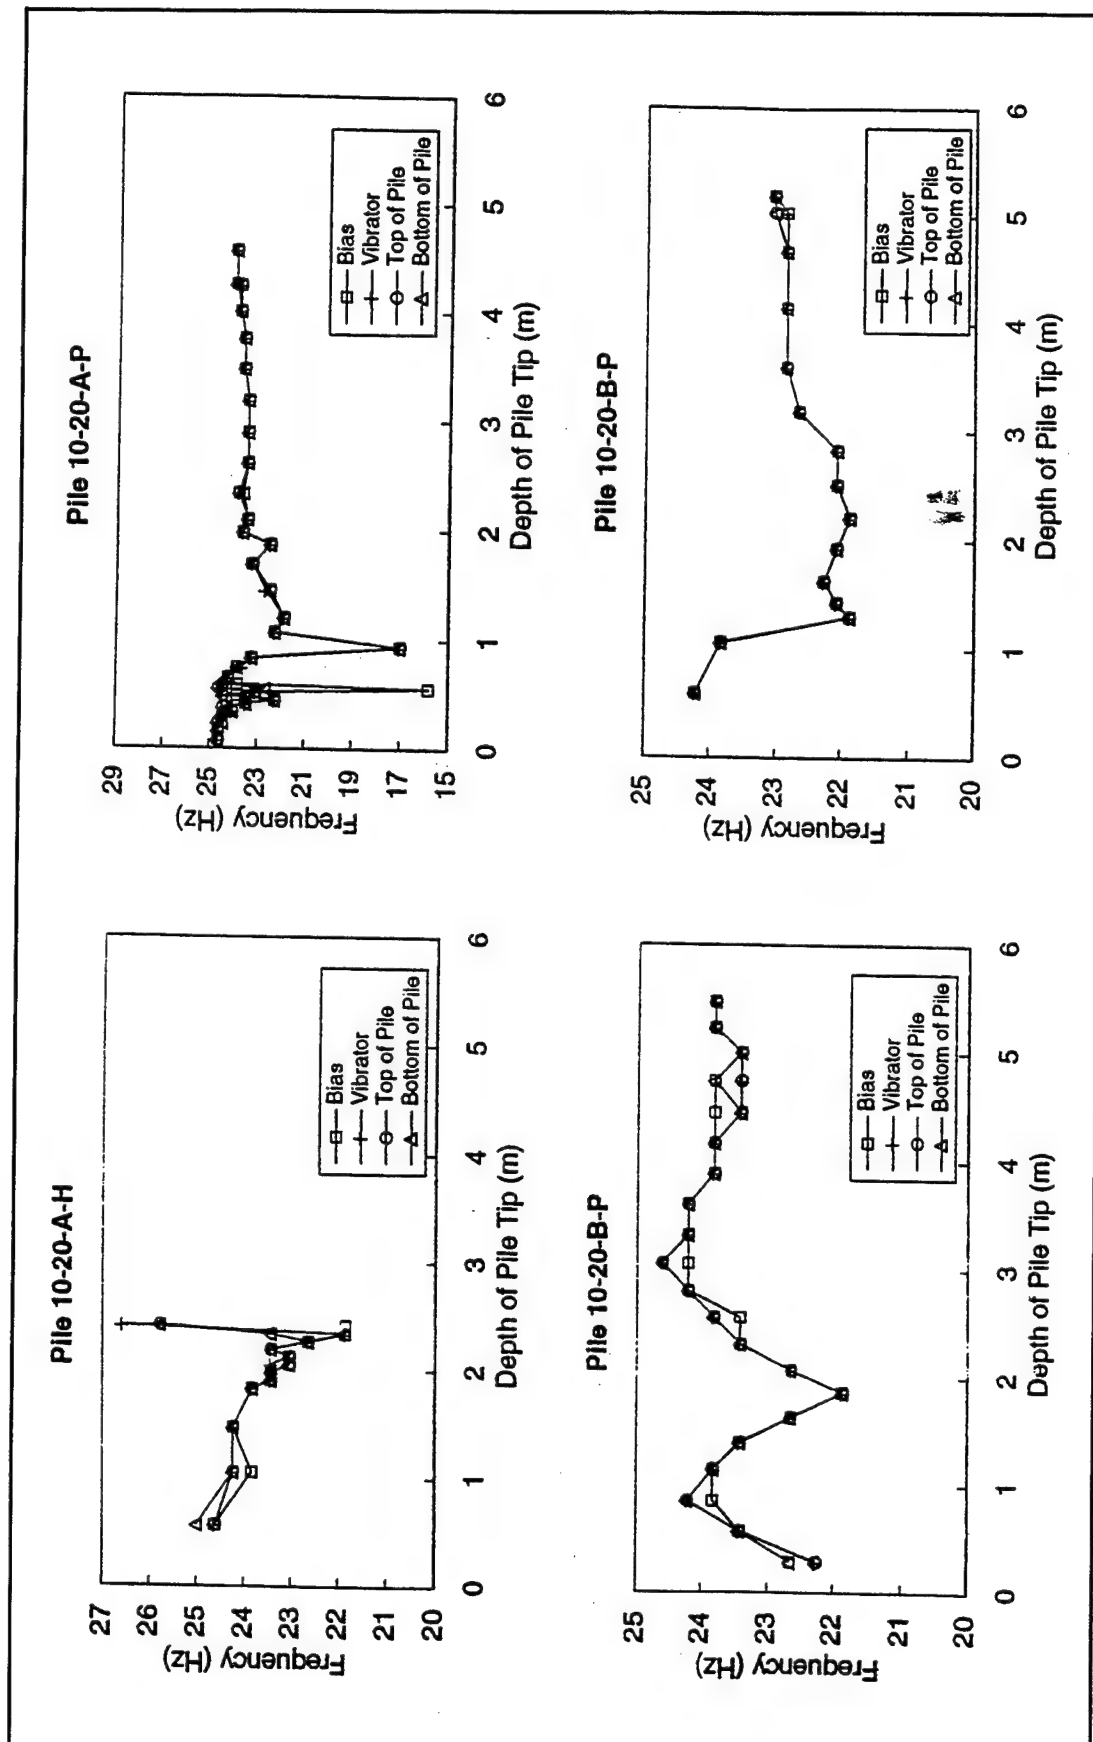 Pile 10-20-A-H
27
26
25
24
23
22
21
20
Frequency (Hz)
Bias
Vibrator
Top of Pile
Bottom of Pile
0 1 2 3 4 5 6
Depth of Pile Tip (m)
Pile 10-20-A-P
29
27
25
23
21
19
17
15
Frequency (Hz)
Bias
Vibrator
Top of Pile
Bottom of Pile
0 1 2 3 4 5 6
Depth of Pile Tip (m)
Pile 10-20-B-P
25
24
23
22
21
20
Frequency (Hz)
Bias
Vibrator
Top of Pile
Bottom of Pile
0 1 2 3 4 5 6
Depth of Pile Tip (m)
Pile 10-20-B-P
25
24
23
22
21
20
Frequency (Hz)
Bias
Vibrator
Top of Pile
Bottom of Pile
0 1 2 3 4 5 6
Depth of Pile Tip (m)